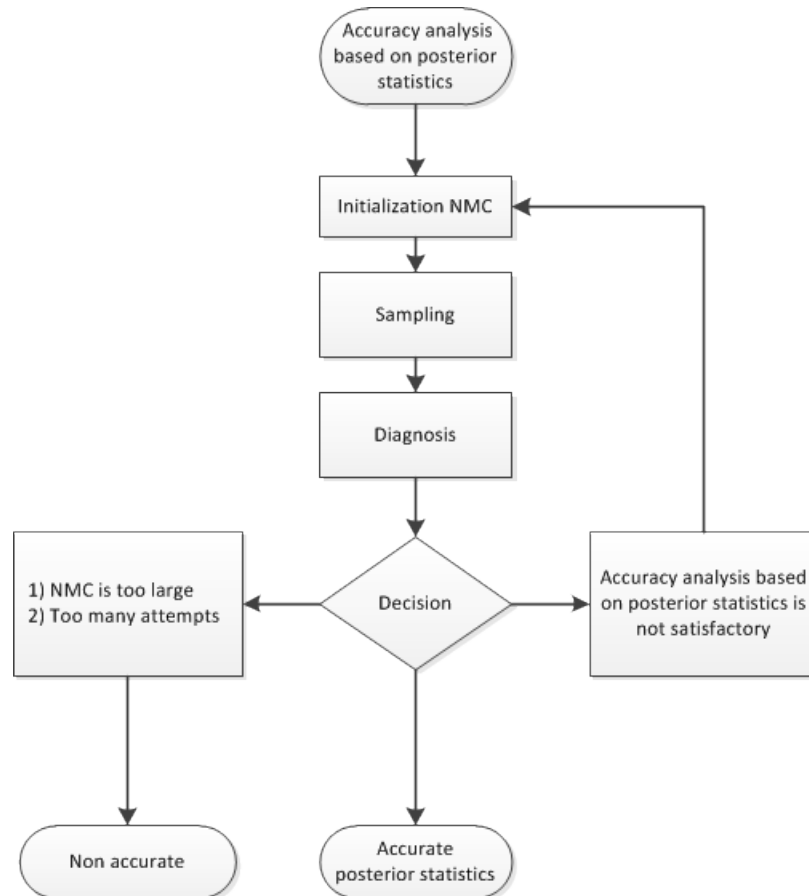 Accuracy analysis
based on posterior
statistics
Initialization NMC
Sampling
Diagnosis
1) NMC is too large
2) Too many attempts
Decision
Accuracy analysis based
on posterior statistics is
not satisfactory
Non accurate
Accurate
posterior statistics